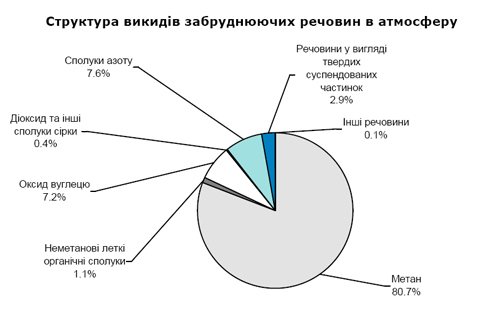 Структура викидів забруднюючих речовин в атмосферу
Сполуки азоту
7.6%
Речовини у вигляді
твердих
суспендованих
частинок
2.9%
Діоксид та інші
сполуки сірки
0.4%
Інші речовини
0.1%
Оксид вуглецю
7.2%
Неметанові леткі
органічні сполуки
1.1%
Метан
80.7%